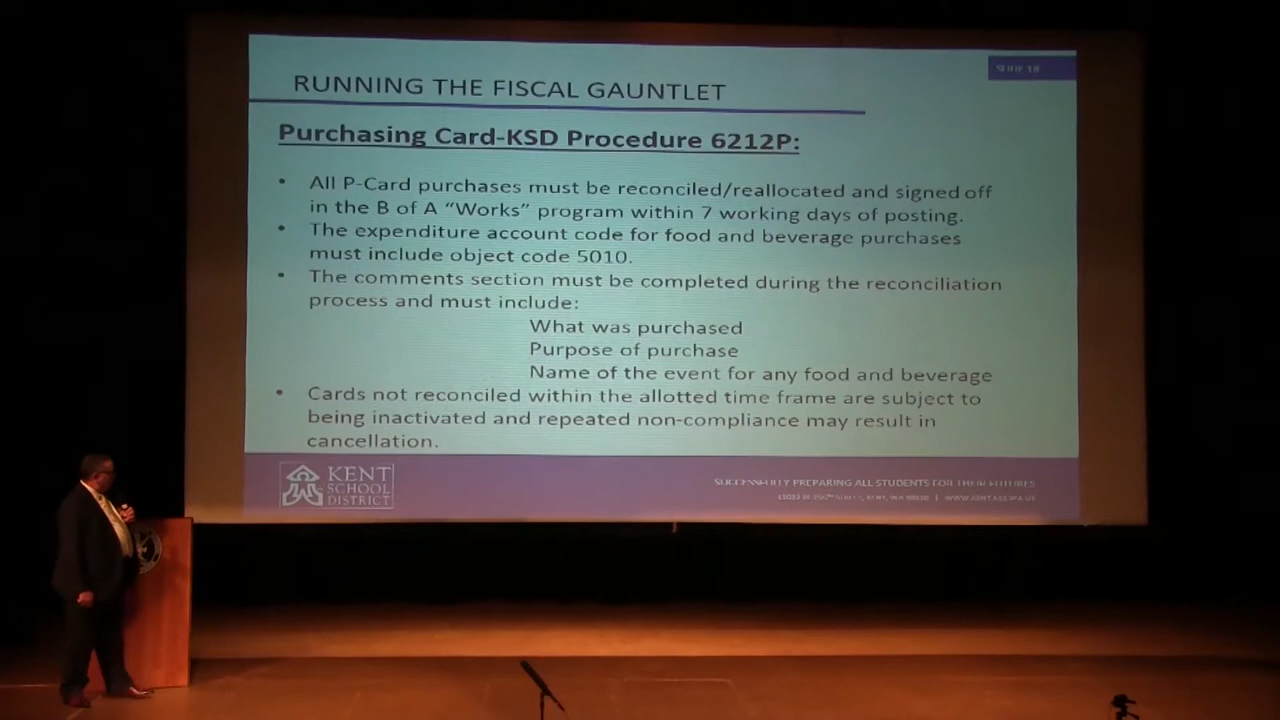 RUNNING THE FISCAL GAUNTLET
Purchasing Card-KSD Procedure 6212P:
• All P-Card purchases must be reconciled/reallocated and signed off
in the B of A “Works” program within 7 working days of posting.
• The expenditure account code for food and beverage purchases
must include object code 5010.
• The comments section must be completed during the reconciliation
process and must include:
What was purchased
Purpose of purchase
Name of the event for any food and beverage
• Cards not reconciled within the allotted time frame are subject to
being inactivated and repeated non-compliance may result in
cancellation.
KENT
SCHOOL
DISTRICT
SUCCESSFULLY PREPARING ALL STUDENTS FOR THEIR FUTURES